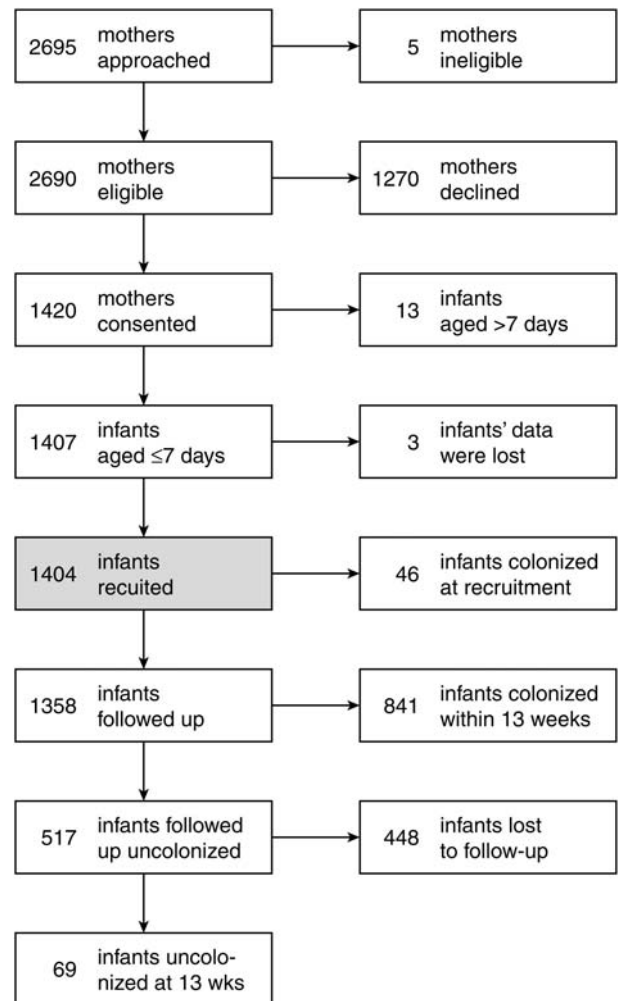 2695 mothers
approached
5 mothers
ineligible
2690 mothers
eligible
1270 mothers
declined
1420 mothers
consented
13 infants
aged >7 days
1407 infants
aged ≤7 days
3 infants' data
were lost
1404 infants
recuited
46 infants colonized
at recruitment
1358 infants
followed up
841 infants colonized
within 13 weeks
517 infants followed
up uncolonized
448 infants lost
to follow-up
69 infants uncolo-
nized at 13 wks